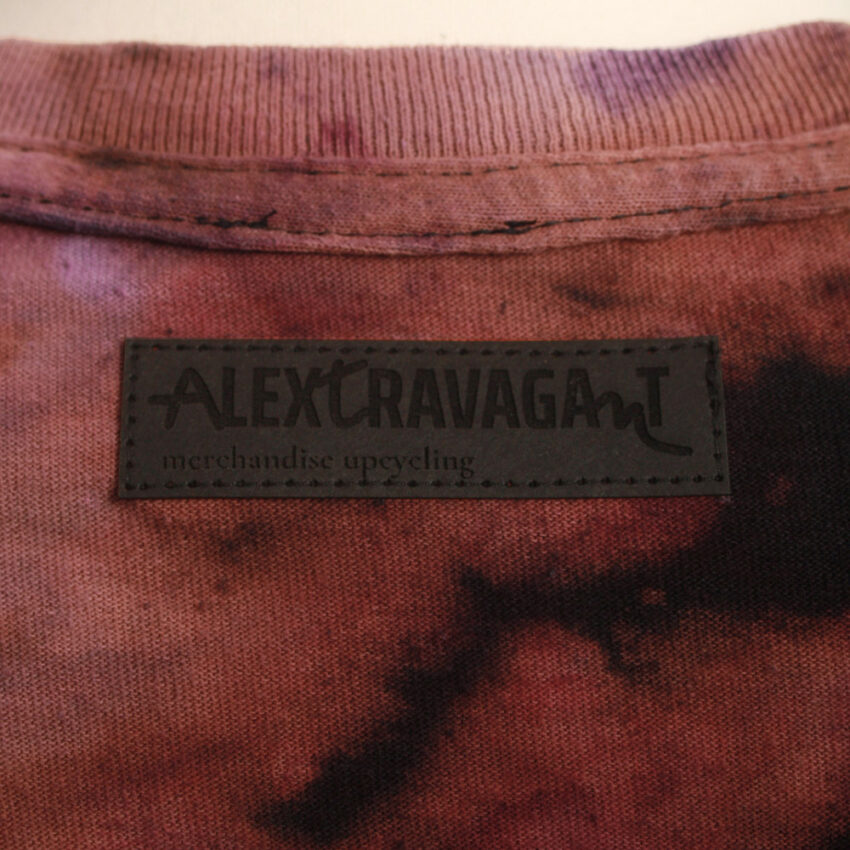 ALEXtRAVAGAnT
merchandise upcycling